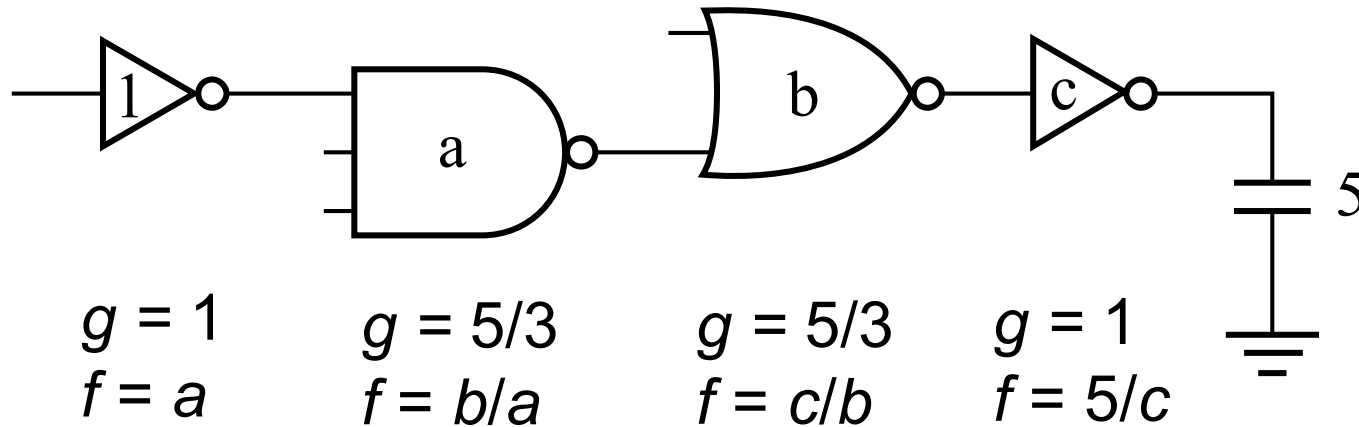 1
a
b
c
5
g = 1
f = a
g = 5/3
f = b/a
g = 5/3
f = c/b
g = 1
f = 5/c